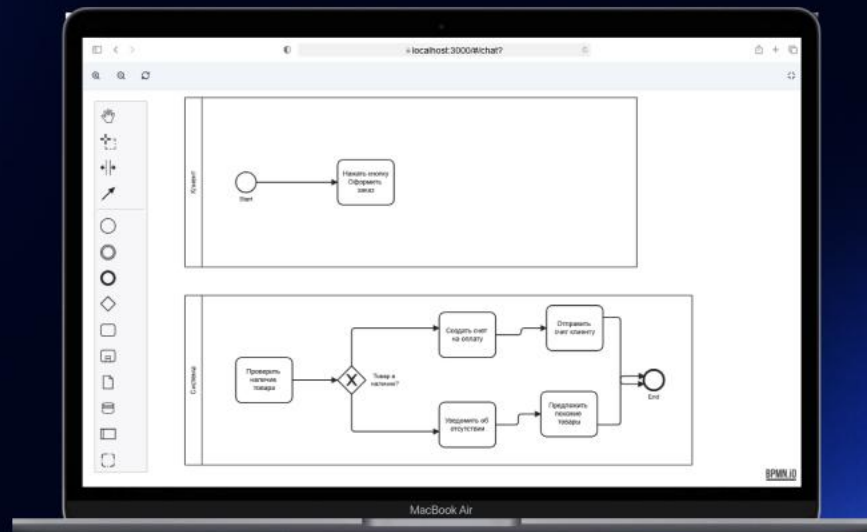 localhost:3000/#/chat?
Клиент
Start
Нажать кнопку
Оформить
заказ
Система
Проверить
наличие
товара
Товар в
наличии?
Создать счет
на оплату
Отправить
счет клиенту
Уведомить об
отсутствии
Предложить
похожие
товары
End
BPMN.iO
MacBook Air